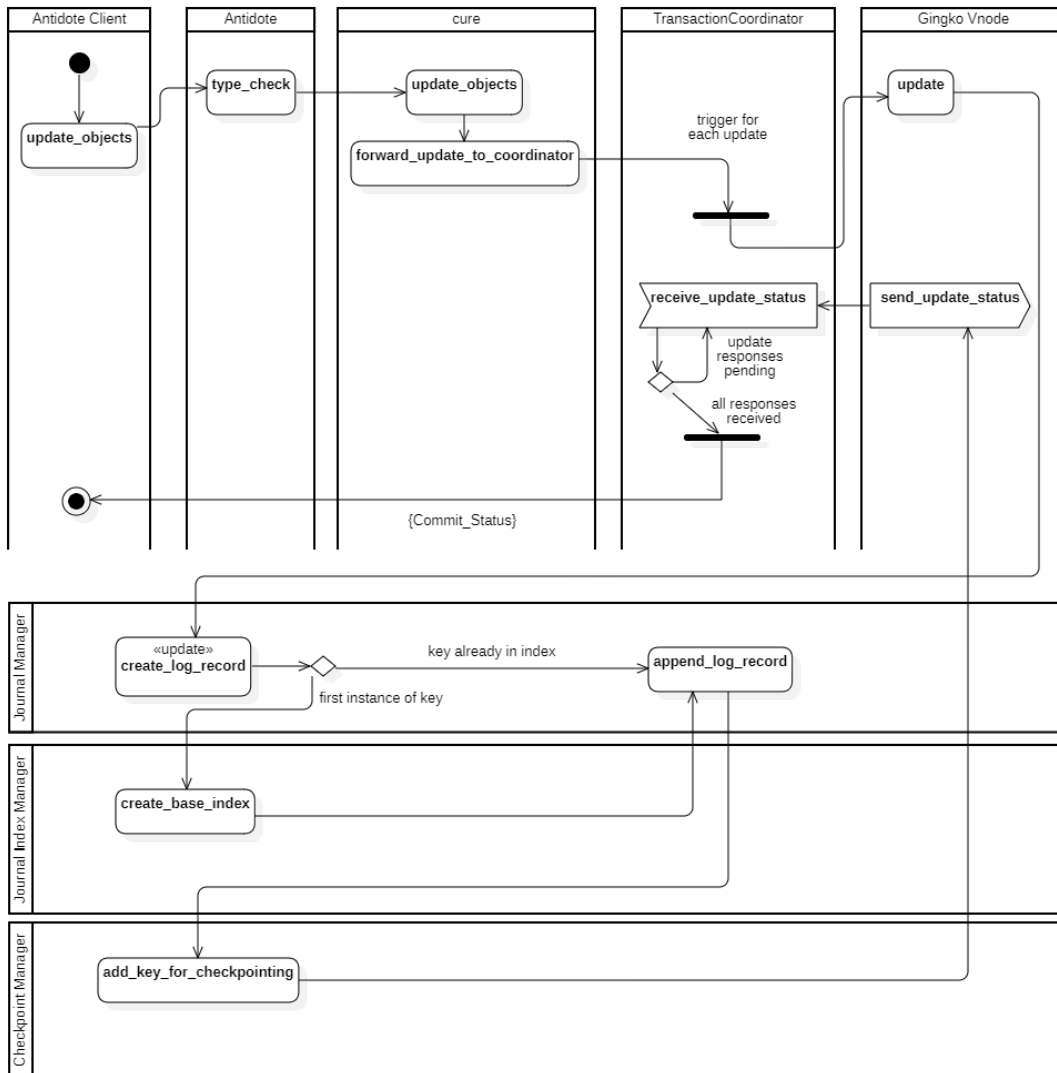 Antidote Client
Antidote
cure
TransactionCoordinator
Gingko Vnode
update_objects
type_check
update_objects
forward_update_to_coordinator
trigger for
each update
update
receive_update_status
send_update_status
update
responses
pending
all responses
received
{Commit_Status}
Journal Manager
«update»
create_log_record
key already in index
first instance of key
append_log_record
Journal Index Manager
create_base_index
Checkpoint Manager
add_key_for_checkpointing